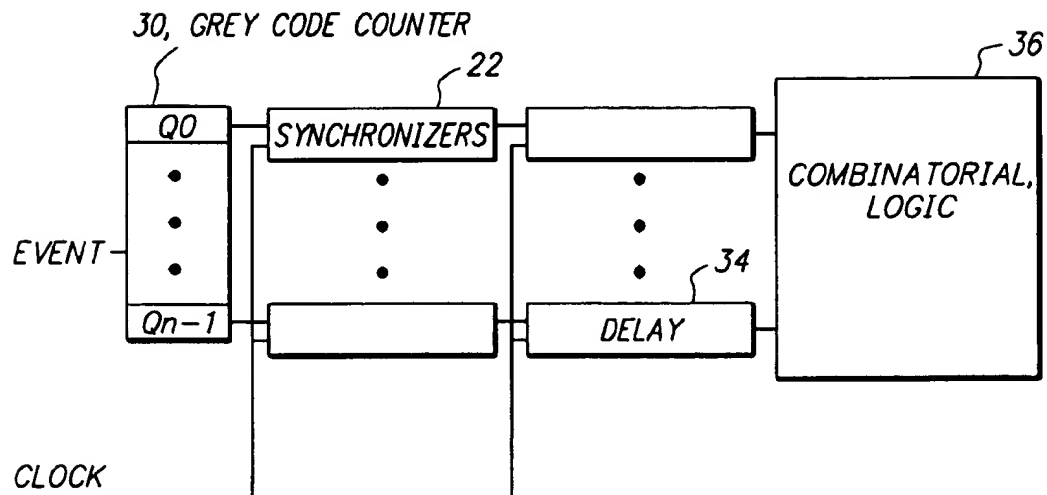 30, GREY CODE COUNTER
22
36
Q0
SYNCHRONIZERS
COMBINATORIAL,
LOGIC
EVENT
34
Qn-1
DELAY
CLOCK